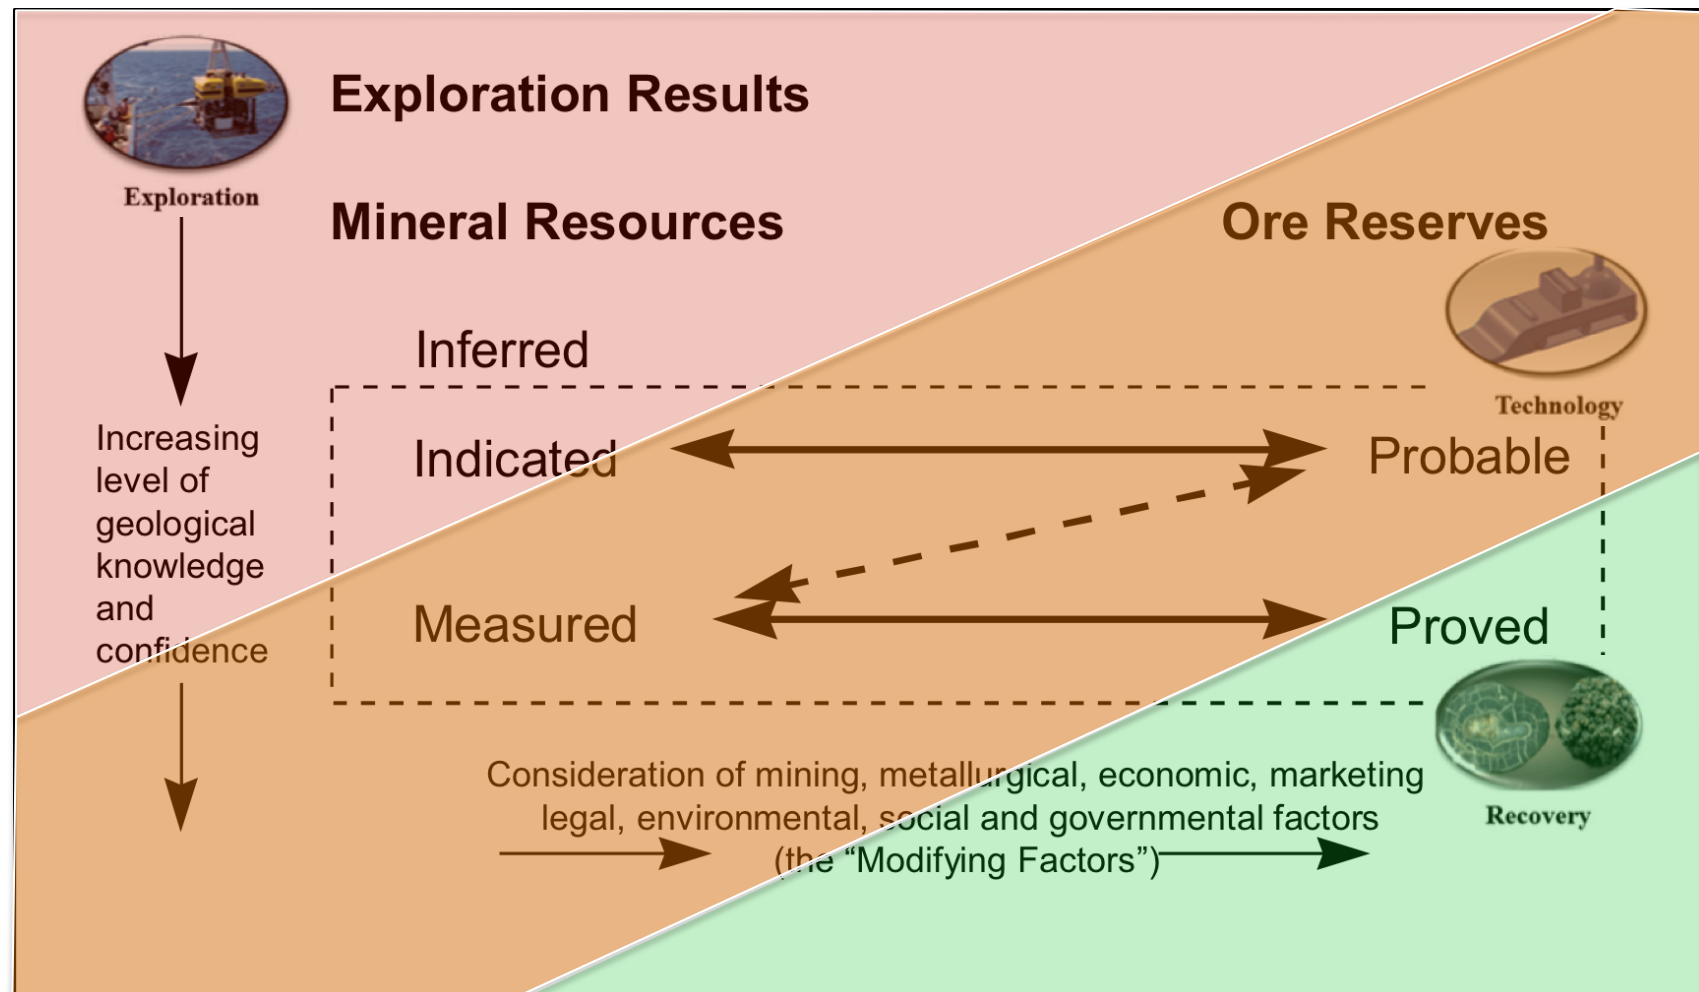 Exploration Results
Exploration
Mineral Resources
Ore Reserves
Inferred
Technology
Increasing
level of
geological
knowledge
and
confidence
Indicated
Probable
Measured
Proved
Consideration of mining, metallurgical, economic, marketing
legal, environmental, social and governmental factors
(the “Modifying Factors”)
Recovery